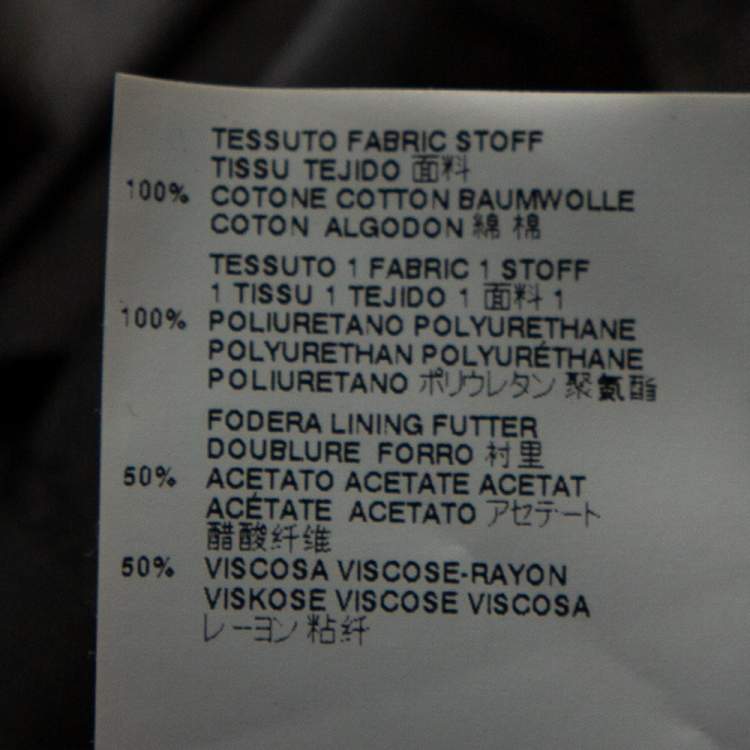 TESSUTO FABRIC STOFF
TISSU TEJIDO 面料
100% COTONE COTTON BAUMWOLLE
COTON ALGODON 綿 棉
TESSUTO 1 FABRIC 1 STOFF
1 TISSU 1 TEJIDO 1 面料 1
100% POLIURETANO POLYURETHANE
POLYURETHAN POLYURÉTHANE
POLIURETANO ポリウレタン 聚氨酯
FODERA LINING FUTTER
DOUBLURE FORRO 村里
50% ACETATO ACETATE ACETAT
ACÉTATE ACETATO アセテート
醋酸纤维
50% VISCOSA VISCOSE-RAYON
VISKOSE VISCOSE VISCOSA
レーヨン 粘纤